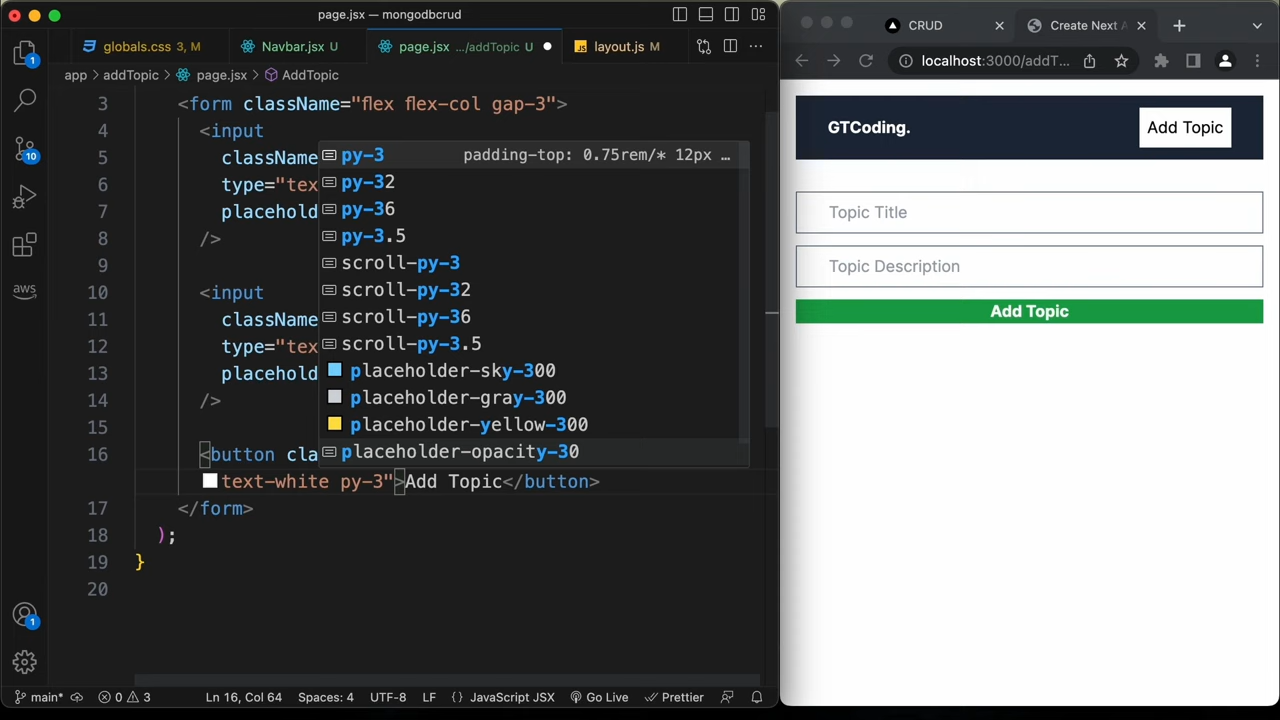 page.jsx — mongodbcrud
globals.css 3, M
Navbar.jsx U
page.jsx .../addTopic U
layout.js M
app > addTopic > page.jsx > AddTopic
3 <form className="flex flex-col gap-3">
4 <input
5 className
6 type="tex
7 placehold
8 />
9
10 <input
11 className
12 type="tex
13 placehold
14 />
15
16 <button cla
text-white py-3">Add Topic</button>
17 </form>
18 );
19 }
20
py-3 padding-top: 0.75rem/* 12px …
py-32
py-36
py-3.5
scroll-py-3
scroll-py-32
scroll-py-36
scroll-py-3.5
placeholder-sky-300
placeholder-gray-300
placeholder-yellow-300
placeholder-opacity-30
1
10
aws
1
main* 0 3 Ln 16, Col 64 Spaces: 4 UTF-8 LF {} JavaScript JSX Go Live Prettier
CRUD
Create Next A
localhost:3000/addT...
GTCoding.
Add Topic
Topic Title
Topic Description
Add Topic